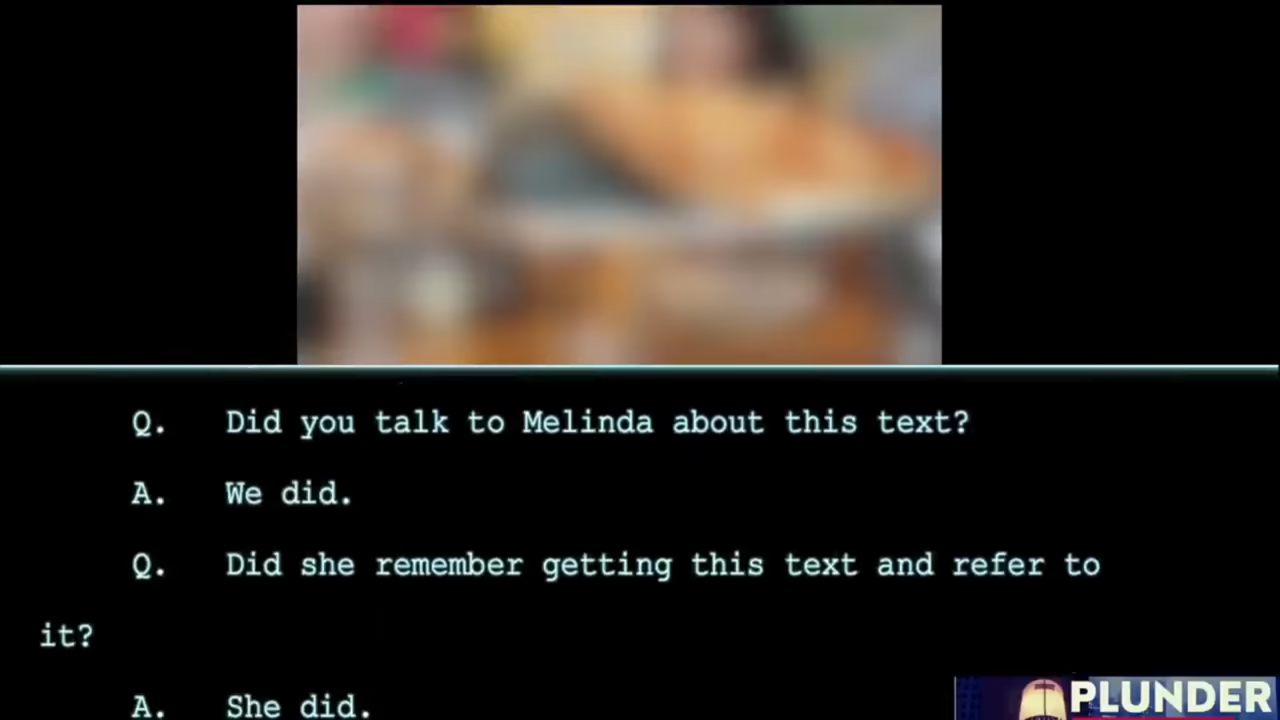 Q. Did you talk to Melinda about this text?
A. We did.
Q. Did she remember getting this text and refer to
it?
A. She did.
PLUNDER